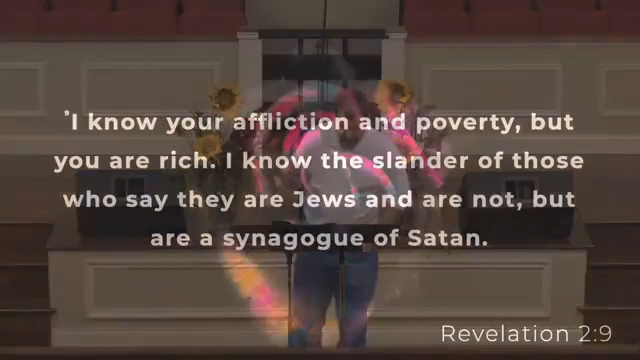 9I know your affliction and poverty, but
you are rich. I know the slander of those
who say they are Jews and are not, but
are a synagogue of Satan.
Revelation 2:9